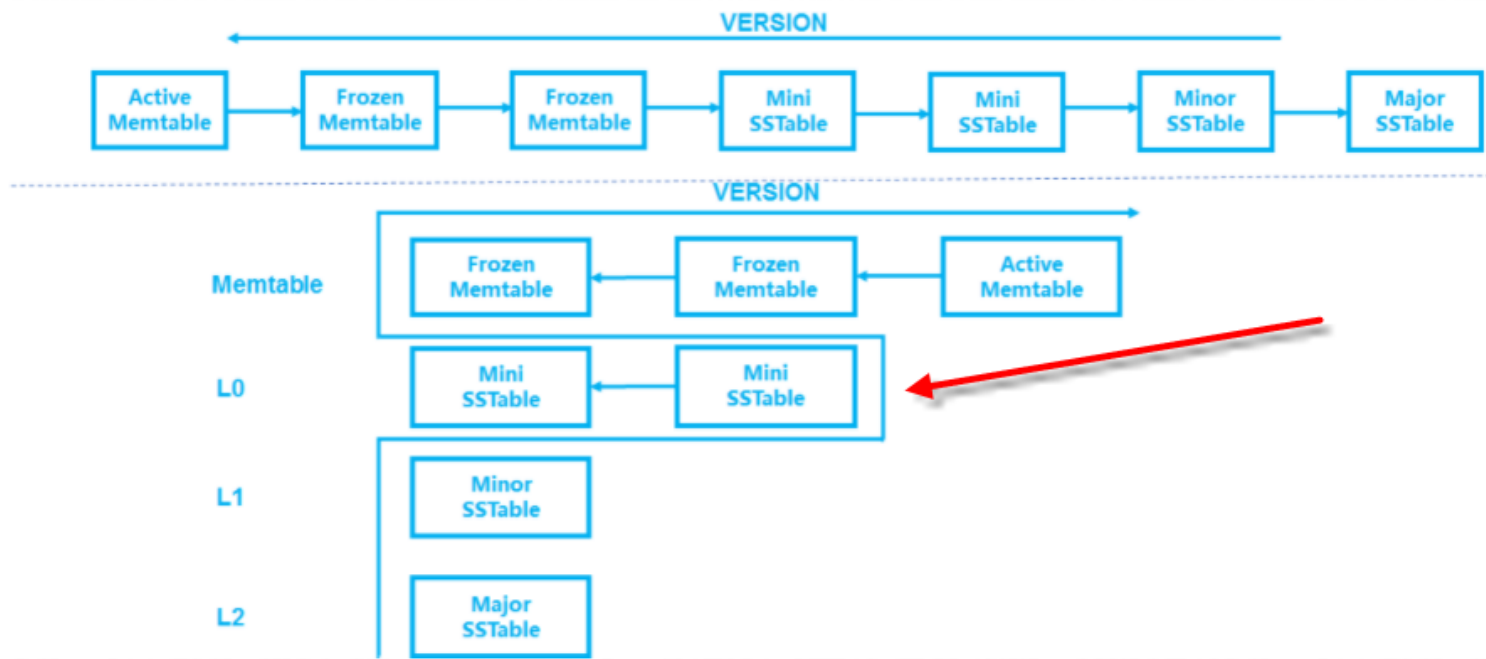 VERSION
Active
Memtable
Frozen
Memtable
Frozen
Memtable
Mini
SSTable
Mini
SSTable
Minor
SSTable
Major
SSTable
VERSION
Memtable
Frozen
Memtable
Frozen
Memtable
Active
Memtable
L0
Mini
SSTable
Mini
SSTable
L1
Minor
SSTable
L2
Major
SSTable